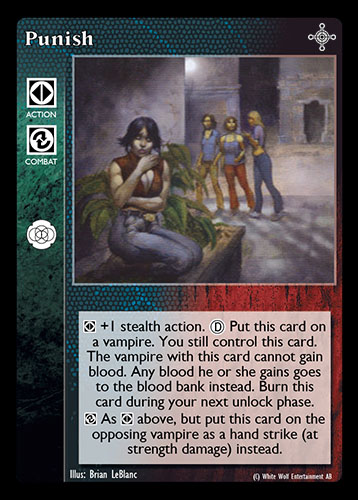 Punish
ACTION
COMBAT
+1 stealth action. D Put this card on
a vampire. You still control this card.
The vampire with this card cannot gain
blood. Any blood he or she gains goes
to the blood bank instead. Burn this
card during your next unlock phase.
As above, but put this card on the
opposing vampire as a hand strike (at
strength damage) instead.
Illus: Brian LeBlanc
(C) White Wolf Entertainment AB